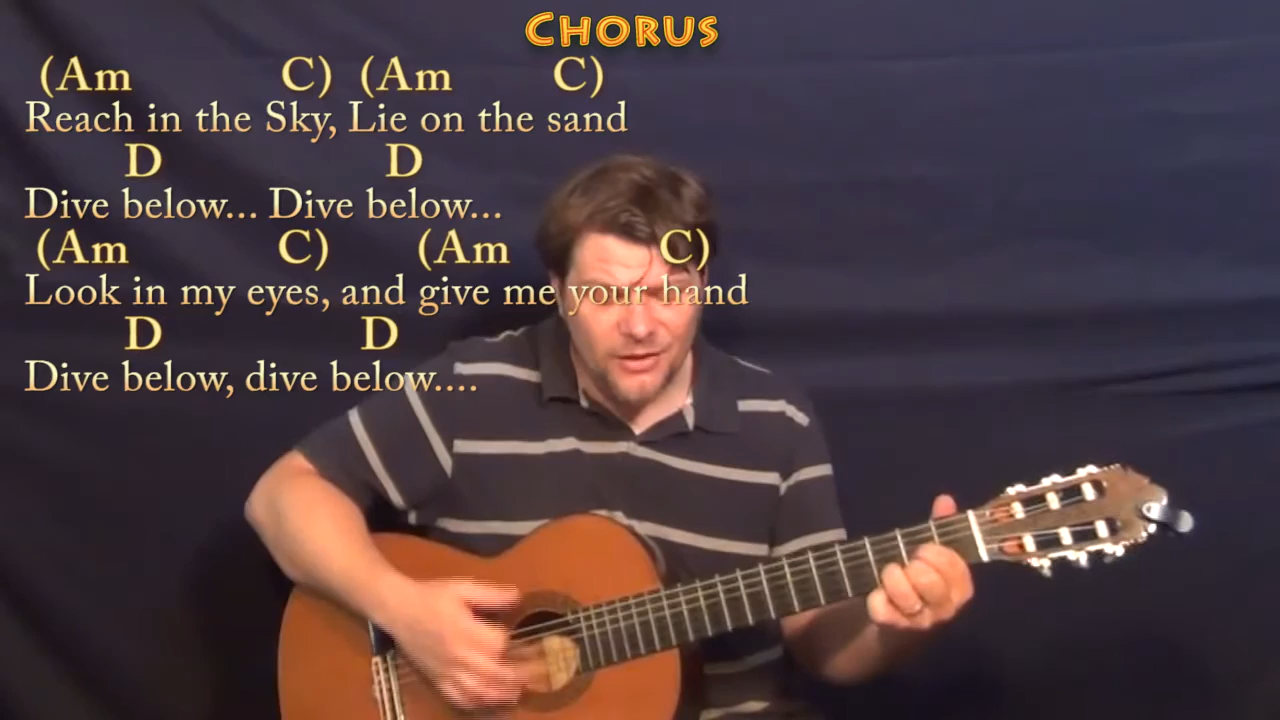 CHORUS
(Am C) (Am C)
Reach in the Sky, Lie on the sand
D D
Dive below... Dive below...
(Am C) (Am C)
Look in my eyes, and give me your hand
D D
Dive below, dive below....